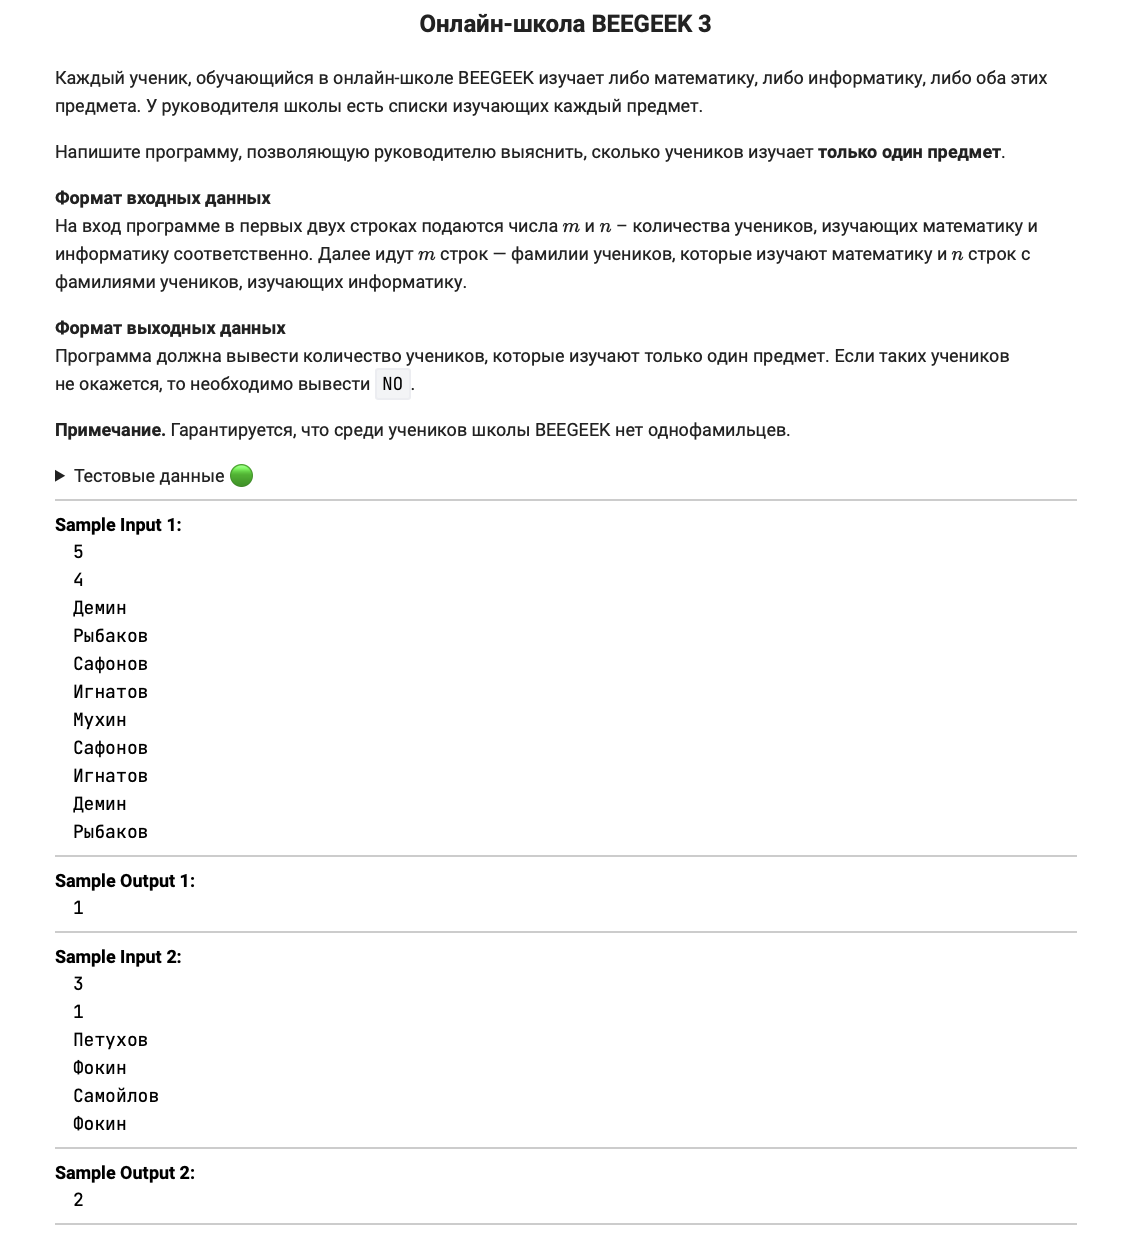 Онлайн-школа BEEGEEK 3
Каждый ученик, обучающийся в онлайн-школе BEEGEEK изучает либо математику, либо информатику, либо оба этих
предмета. У руководителя школы есть списки изучающих каждый предмет.
Напишите программу, позволяющую руководителю выяснить, сколько учеников изучает только один предмет.
Формат входных данных
На вход программе в первых двух строках подаются числа m и n – количества учеников, изучающих математику и
информатику соответственно. Далее идут m строк — фамилии учеников, которые изучают математику и n строк с
фамилиями учеников, изучающих информатику.
Формат выходных данных
Программа должна вывести количество учеников, которые изучают только один предмет. Если таких учеников
не окажется, то необходимо вывести NO.
Примечание. Гарантируется, что среди учеников школы BEEGEEK нет однофамильцев.
Тестовые данные
Sample Input 1:
5
4
Демин
Рыбаков
Сафонов
Игнатов
Мухин
Сафонов
Игнатов
Демин
Рыбаков
Sample Output 1:
1
Sample Input 2:
3
1
Петухов
Фокин
Самойлов
Фокин
Sample Output 2:
2